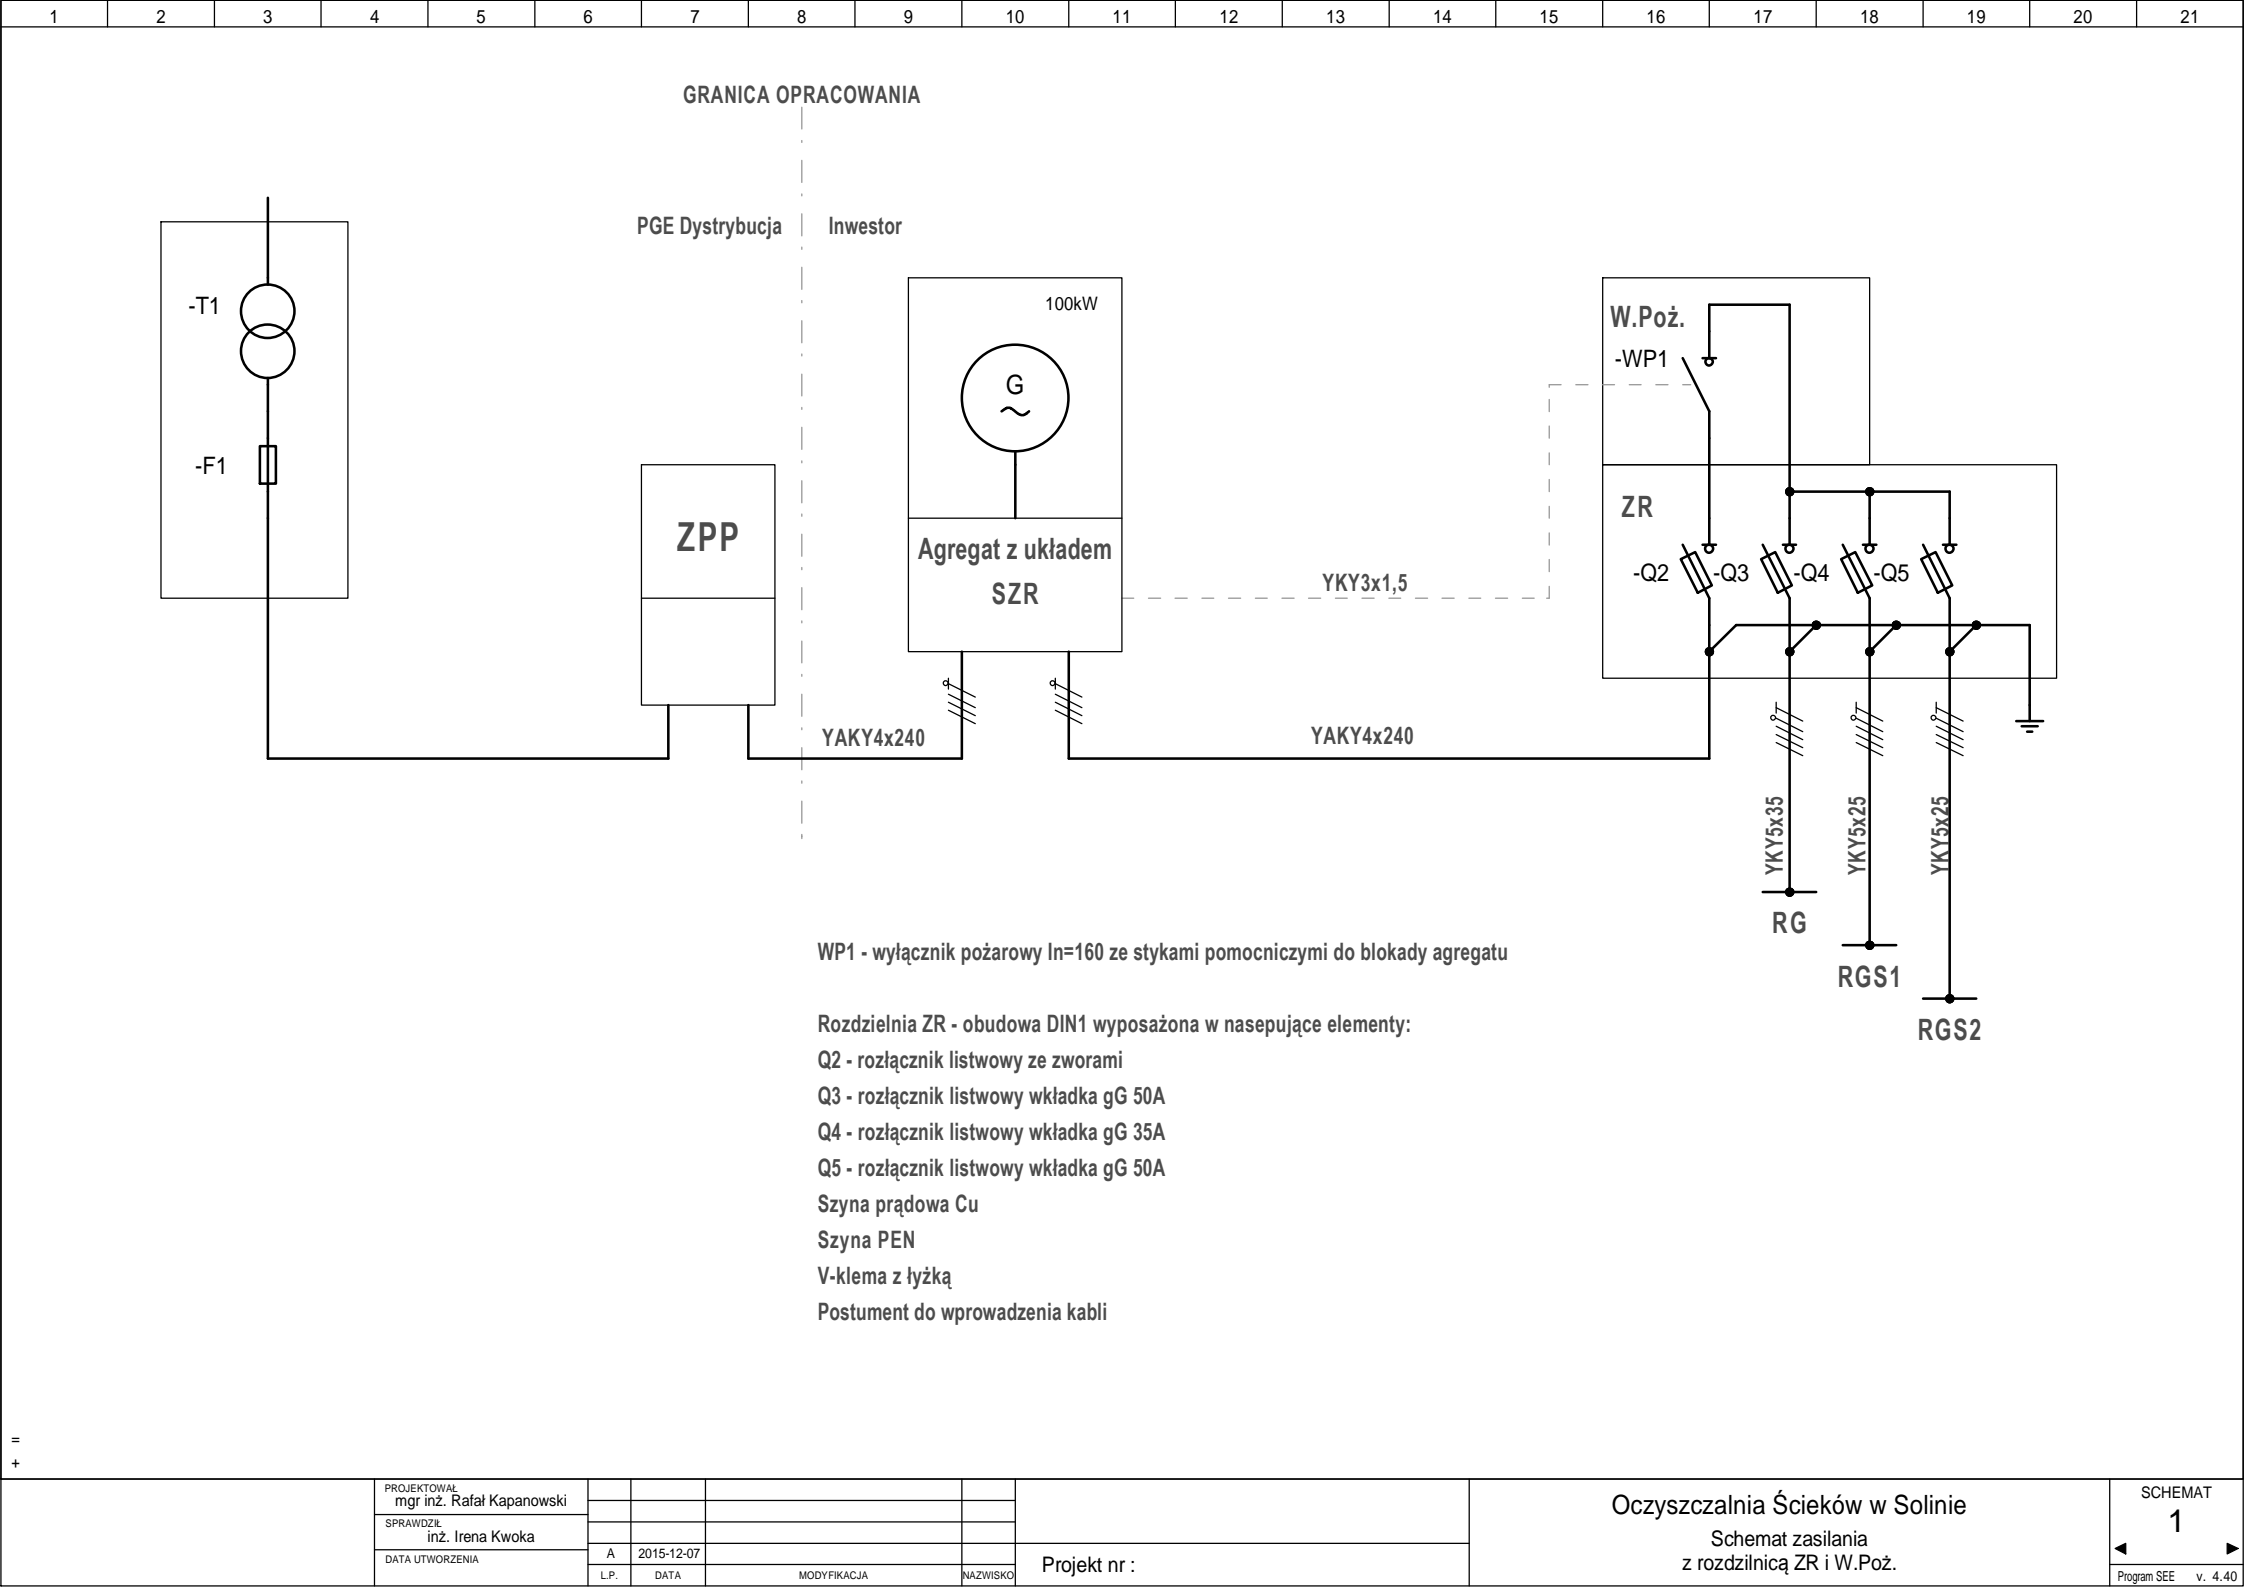 1 2 3 4 5 6 7 8 9 10 11 12 13 14 15 16 17 18 19 20 21
GRANICA OPRACOWANIA
PGE Dystrybucja Inwestor
-T1
-F1
ZPP
100kW
G
Agregat z układem
SZR
YKY3x1,5
W.Poż.
-WP1
ZR
-Q2 -Q3 -Q4 -Q5
YAKY4x240
YAKY4x240
YKY5x35
YKY5x25
YKY5x25
RG
RGS1
RGS2
WP1 - wyłącznik pożarowy In=160 ze stykami pomocniczymi do blokady agregatu
Rozdzielnia ZR - obudowa DIN1 wyposażona w nasepujące elementy:
Q2 - rozłącznik listwowy ze zworami
Q3 - rozłącznik listwowy wkładka gG 50A
Q4 - rozłącznik listwowy wkładka gG 35A
Q5 - rozłącznik listwowy wkładka gG 50A
Szyna prądowa Cu
Szyna PEN
V-klema z łyżką
Postument do wprowadzenia kabli
=
+
PROJEKTOWAŁ
mgr inż. Rafał Kapanowski
SPRAWDZIŁ
inż. Irena Kwoka
DATA UTWORZENIA
A 2015-12-07
L.P. DATA MODYFIKACJA NAZWISKO
Projekt nr :
Oczyszczalnia Ścieków w Solinie
Schemat zasilania
z rozdzilnicą ZR i W.Poż.
SCHEMAT
1
Program SEE v. 4.40